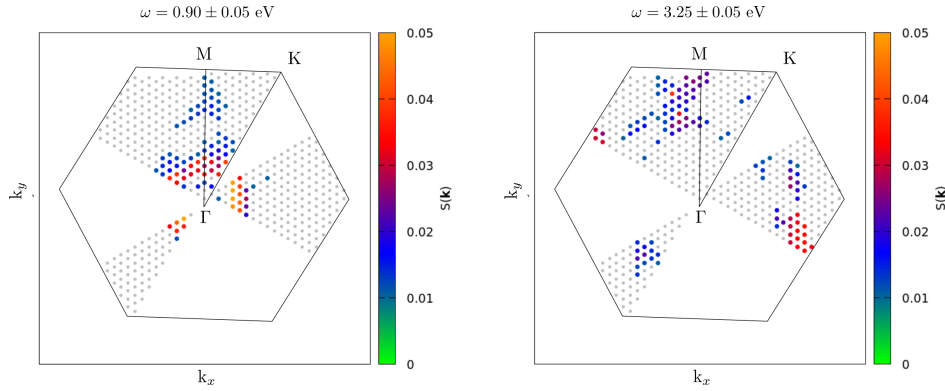 ω = 0.90 ± 0.05 eV
M
K
Γ
k_y
k_x
0.05
0.04
0.03
0.02
0.01
0
S(k)
ω = 3.25 ± 0.05 eV
M
K
Γ
k_y
k_x
0.05
0.04
0.03
0.02
0.01
0
S(k)